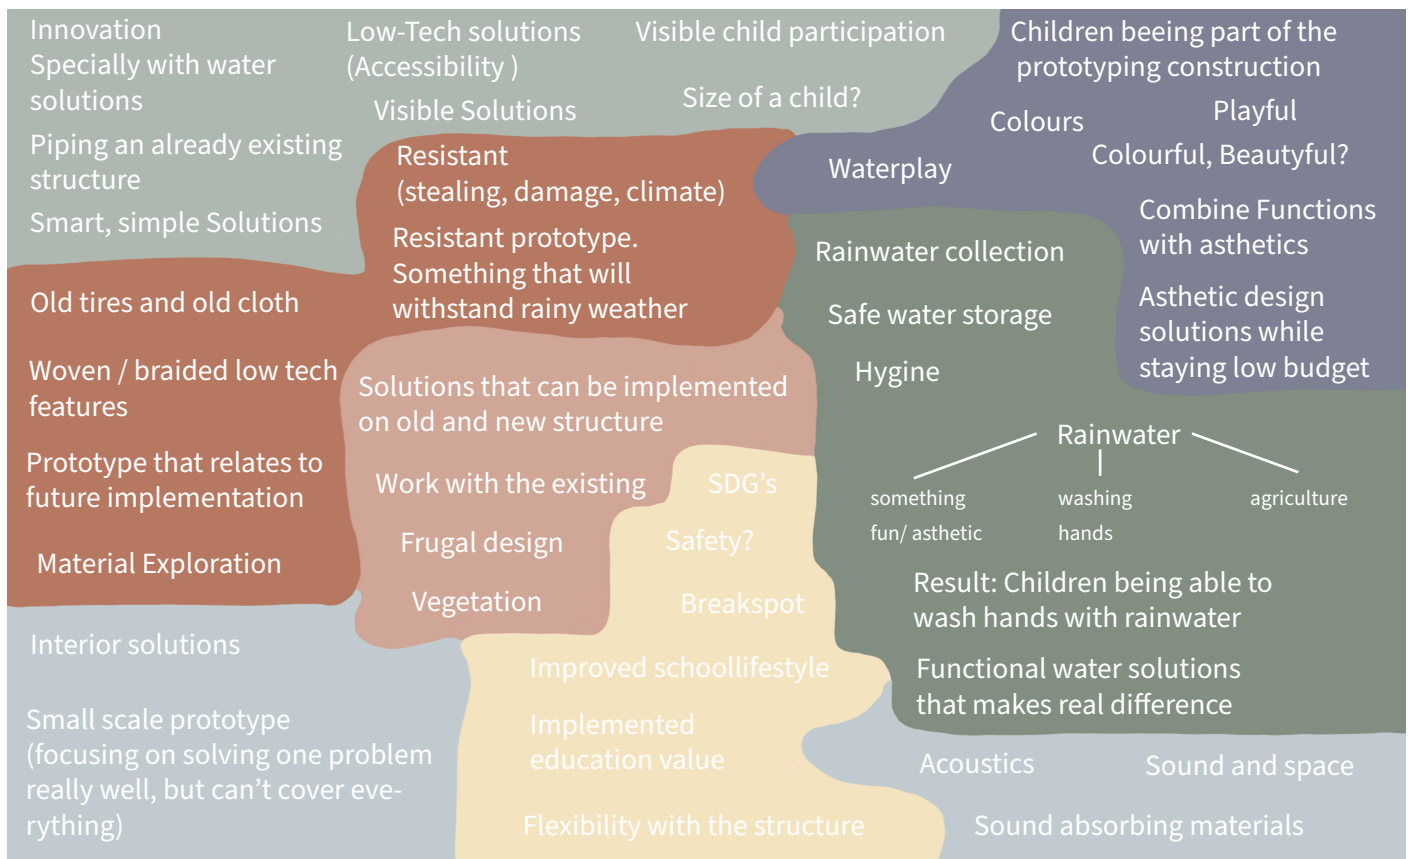 Innovation
Specially with water
solutions
Piping an already existing
structure
Smart, simple Solutions
Low-Tech solutions
(Accessibility )
Visible Solutions
Visible child participation
Size of a child?
Children beeing part of the
prototyping construction
Colours
Playful
Waterplay
Colourful, Beautyful?
Combine Functions
with asthetics
Asthetic design
solutions while
staying low budget
Resistant
(stealing, damage, climate)
Resistant prototype.
Something that will
withstand rainy weather
Old tires and old cloth
Woven / braided low tech
features
Prototype that relates to
future implementation
Material Exploration
Solutions that can be implemented
on old and new structure
Work with the existing
Frugal design
Vegetation
Rainwater collection
Safe water storage
Hygine
Rainwater
something
fun/ asthetic
washing
hands
agriculture
Result: Children being able to
wash hands with rainwater
Functional water solutions
that makes real difference
SDG's
Safety?
Breakspot
Improved schoollifestyle
Implemented
education value
Flexibility with the structure
Interior solutions
Small scale prototype
(focusing on solving one problem
really well, but can't cover eve-
rything)
Acoustics
Sound and space
Sound absorbing materials